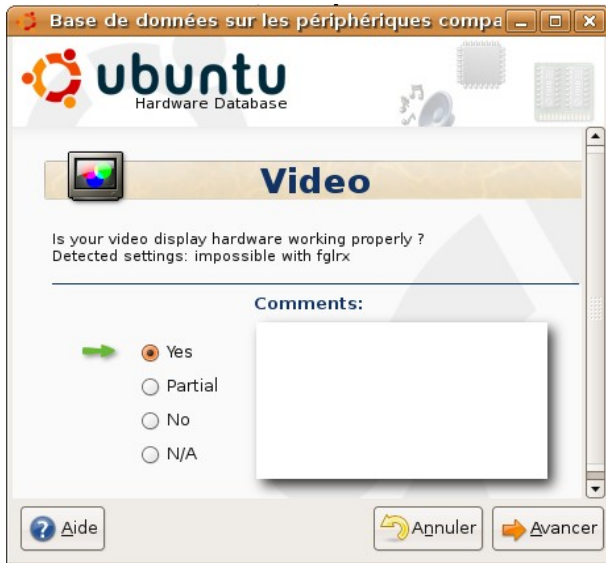 Base de données sur les périphériques compa
ubuntu
Hardware Database
Video
Is your video display hardware working properly ?
Detected settings: impossible with fglrx
Comments:
Yes
Partial
No
N/A
Aide
Annuler
Avancer